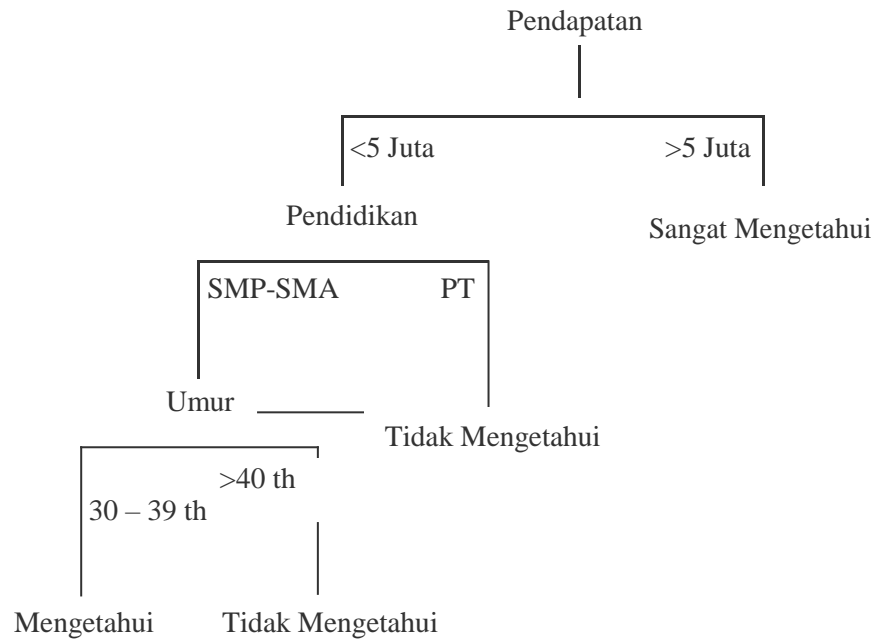 Pendapatan
<5 Juta
>5 Juta
Pendidikan
Sangat Mengetahui
SMP-SMA
PT
Umur
Tidak Mengetahui
>40 th
30 – 39 th
Mengetahui
Tidak Mengetahui